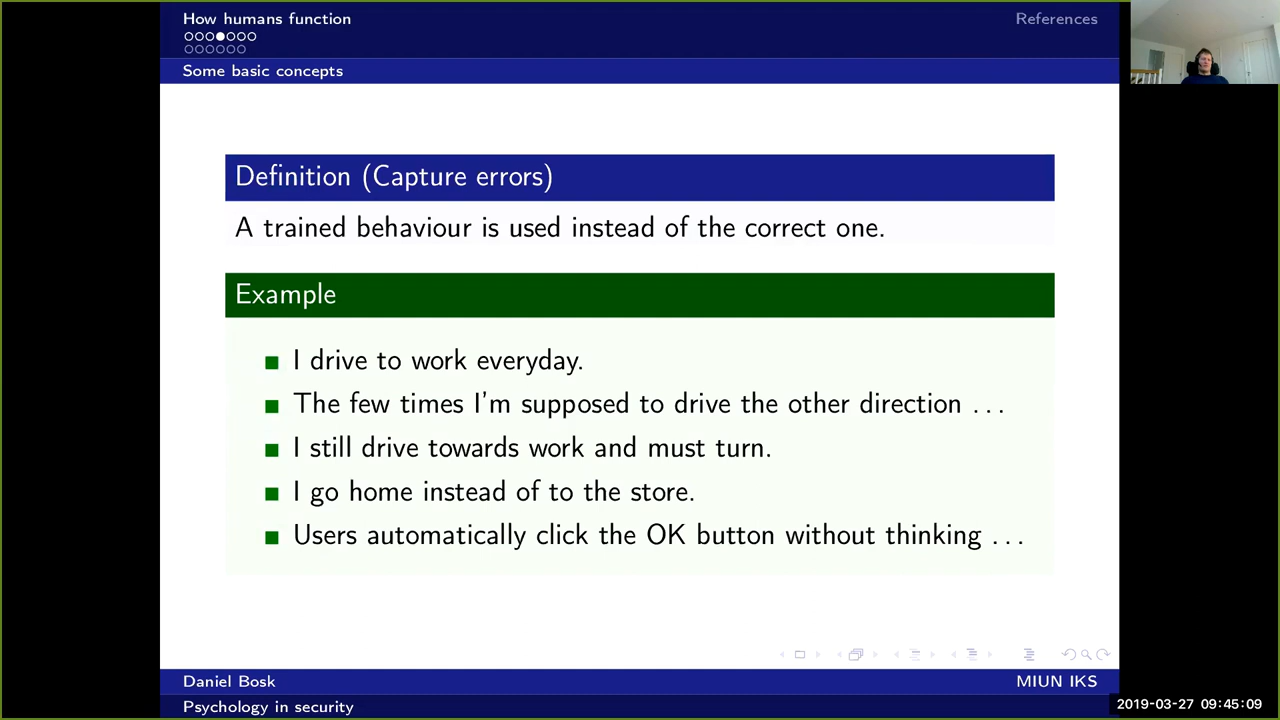 How humans function
References
Some basic concepts
Definition (Capture errors)
A trained behaviour is used instead of the correct one.
Example
I drive to work everyday.
The few times I'm supposed to drive the other direction . . .
I still drive towards work and must turn.
I go home instead of to the store.
Users automatically click the OK button without thinking . . .
Daniel Bosk
MIUN IKS
Psychology in security
2019-03-27 09:45:09